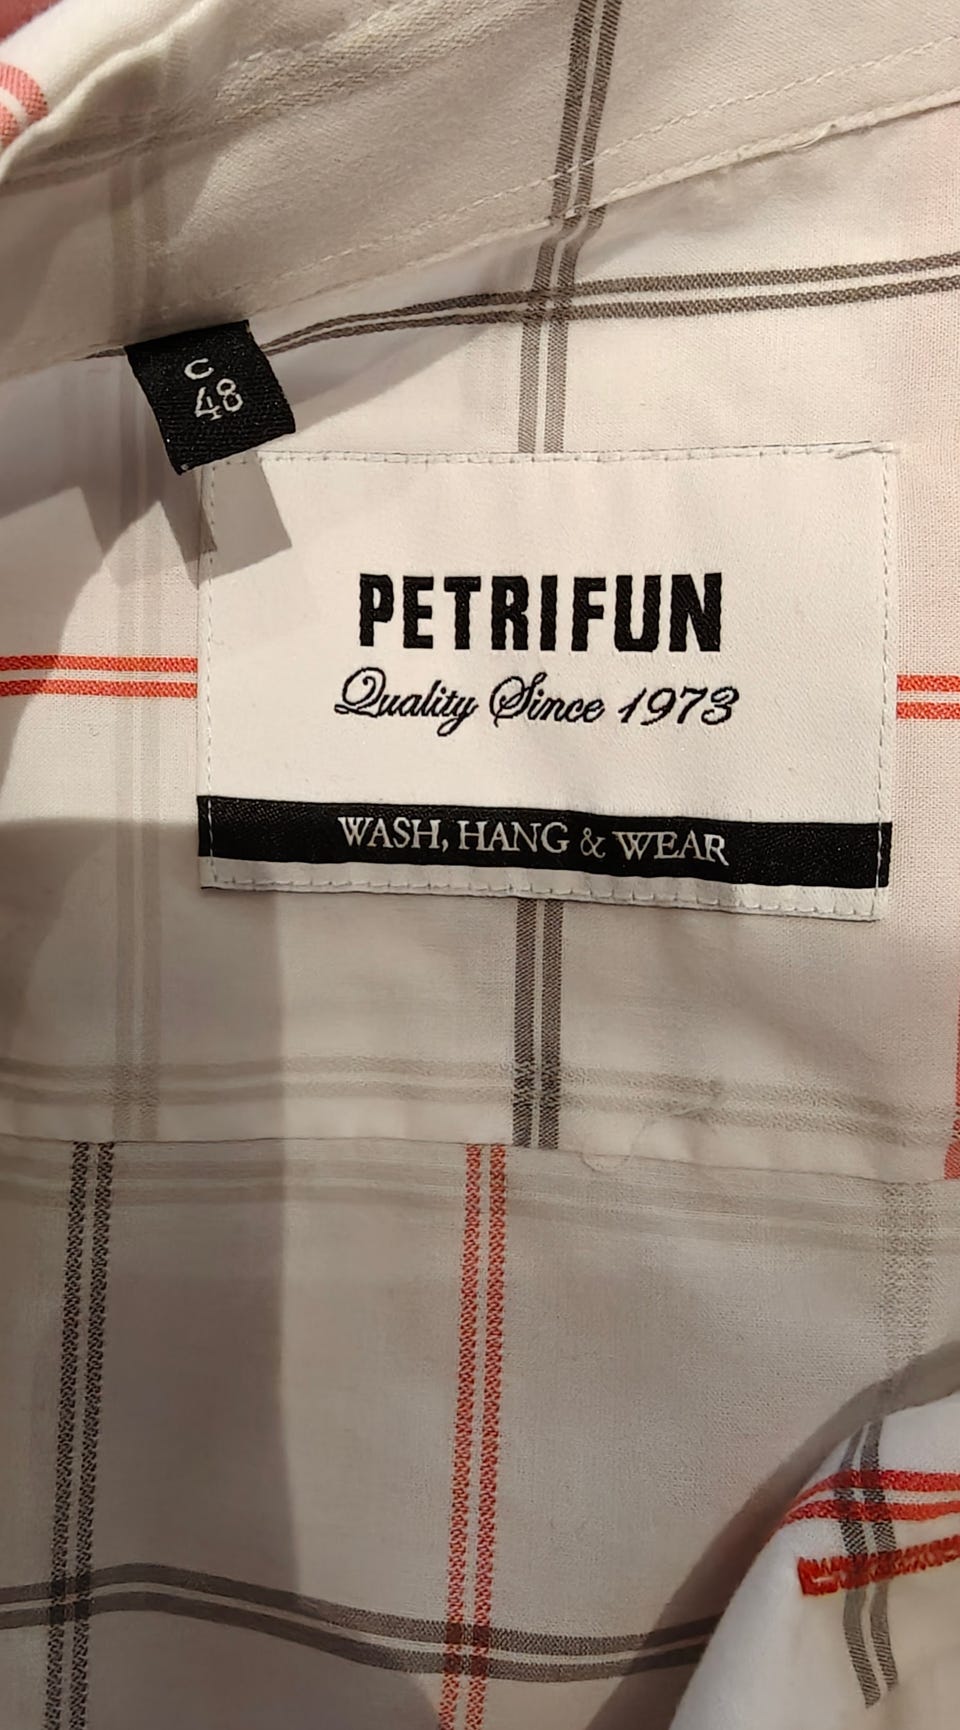 C
48
PETRIFUN
Quality Since 1973
WASH, HANG & WEAR